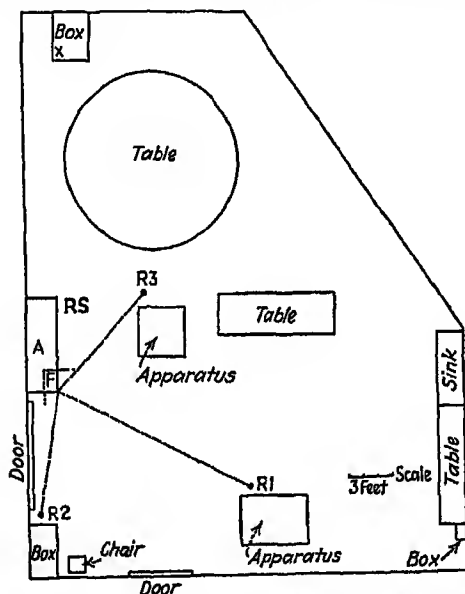 Box
x
Table
R3
RS
Table
A
F
Apparatus
Sink
Door
Table
R1
Scale
3 Feet
R2
Box
Chair
Apparatus
Box
Door